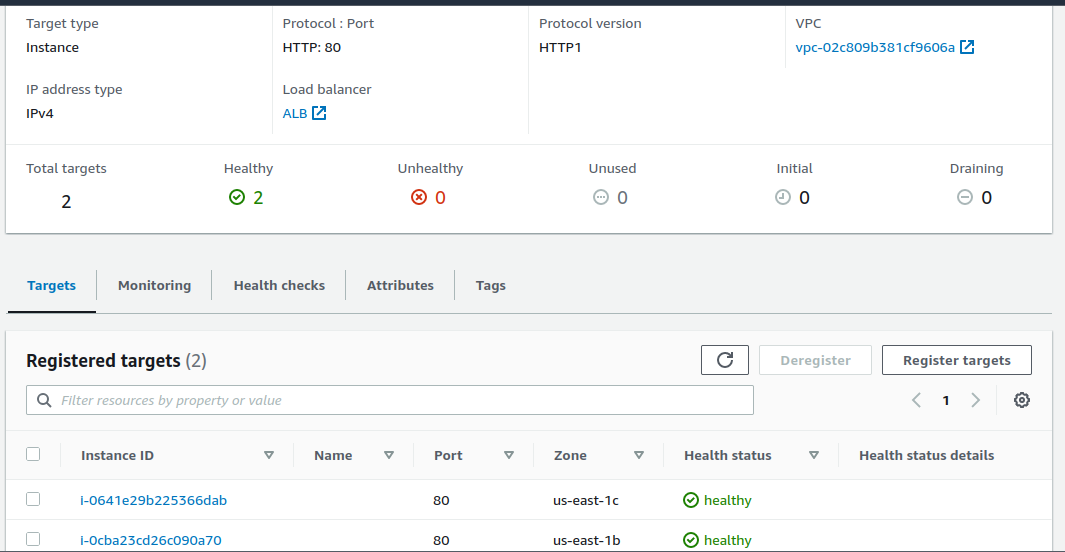 Target type
Protocol : Port
Protocol version
VPC
Instance
HTTP: 80
HTTP1
vpc-02c809b381cf9606a
IP address type
Load balancer
IPv4
ALB
Total targets
Healthy
Unhealthy
Unused
Initial
Draining
2
2
0
0
0
0
Targets
Monitoring
Health checks
Attributes
Tags
Registered targets (2)
Deregister
Register targets
Filter resources by property or value
1
Instance ID
Name
Port
Zone
Health status
Health status details
i-0641e29b225366dab
80
us-east-1c
healthy
i-0cba23cd26c090a70
80
us-east-1b
healthy